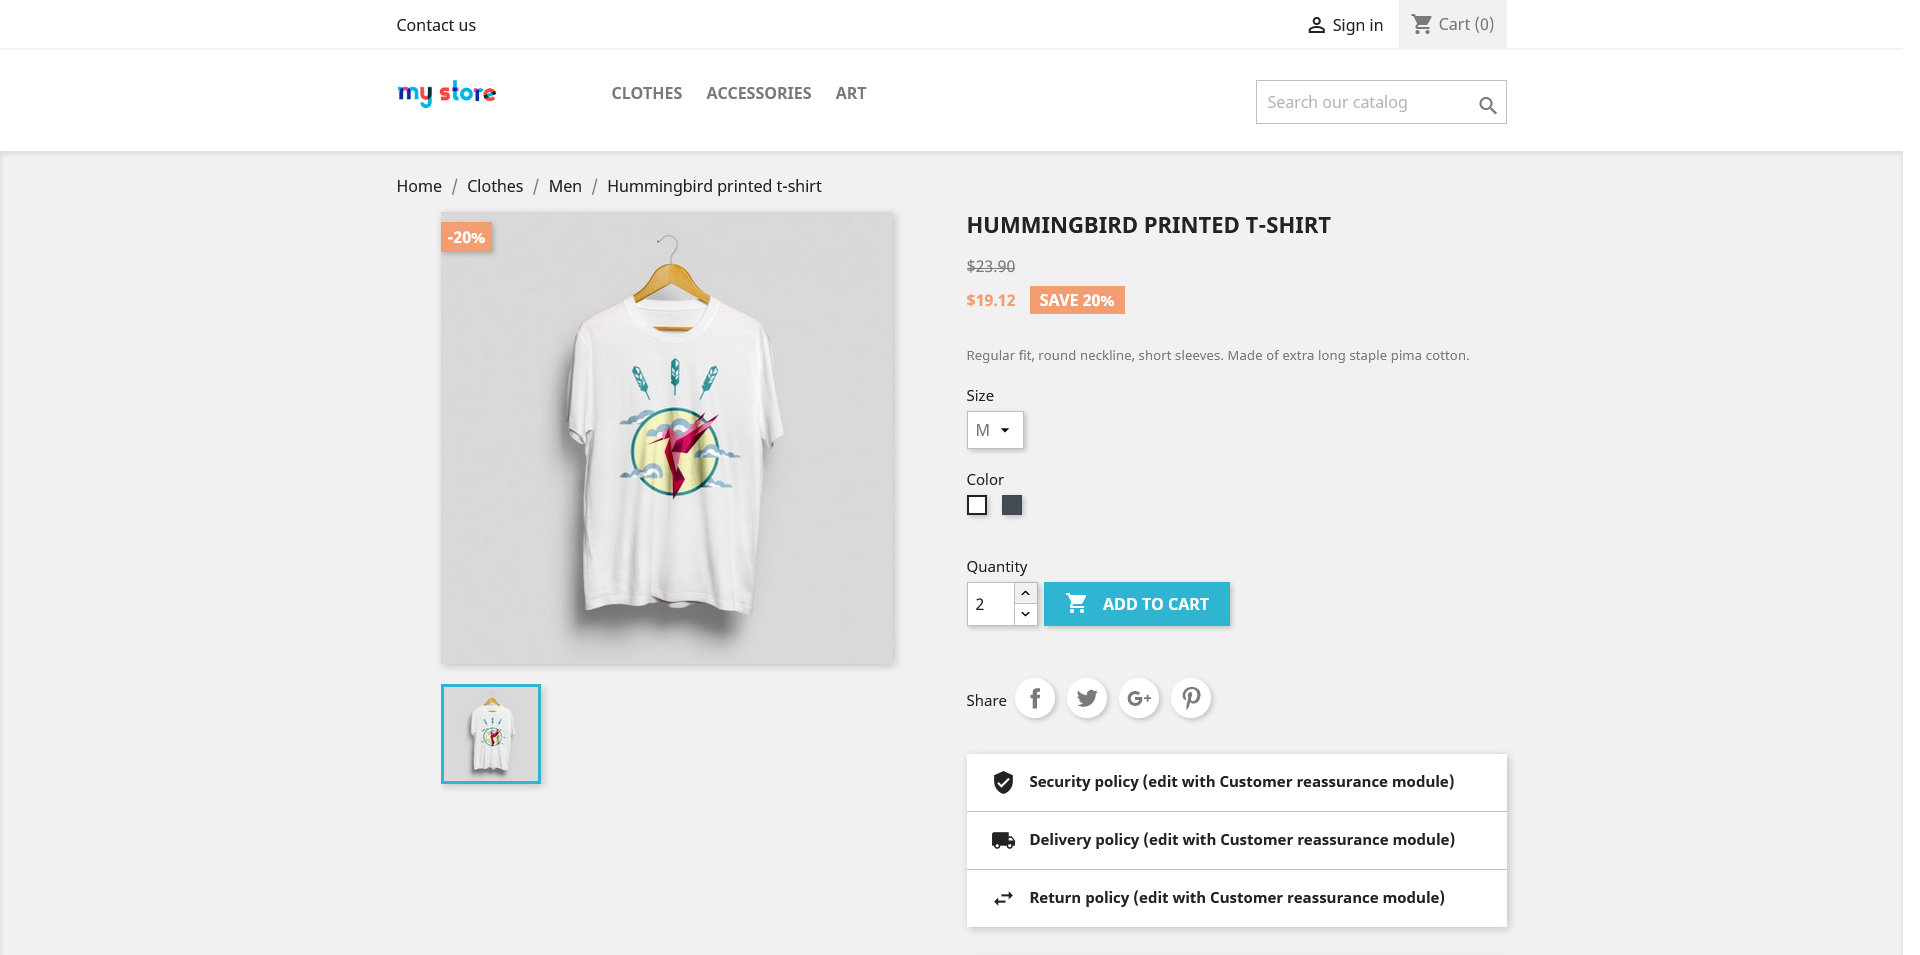 Contact us
Sign in
Cart (0)
my store
CLOTHES
ACCESSORIES
ART
Search our catalog
Home / Clothes / Men / Hummingbird printed t-shirt
-20%
HUMMINGBIRD PRINTED T-SHIRT
$23.90
$19.12 SAVE 20%
Regular fit, round neckline, short sleeves. Made of extra long staple pima cotton.
Size
M
Color
Quantity
2
ADD TO CART
Share
Security policy (edit with Customer reassurance module)
Delivery policy (edit with Customer reassurance module)
Return policy (edit with Customer reassurance module)